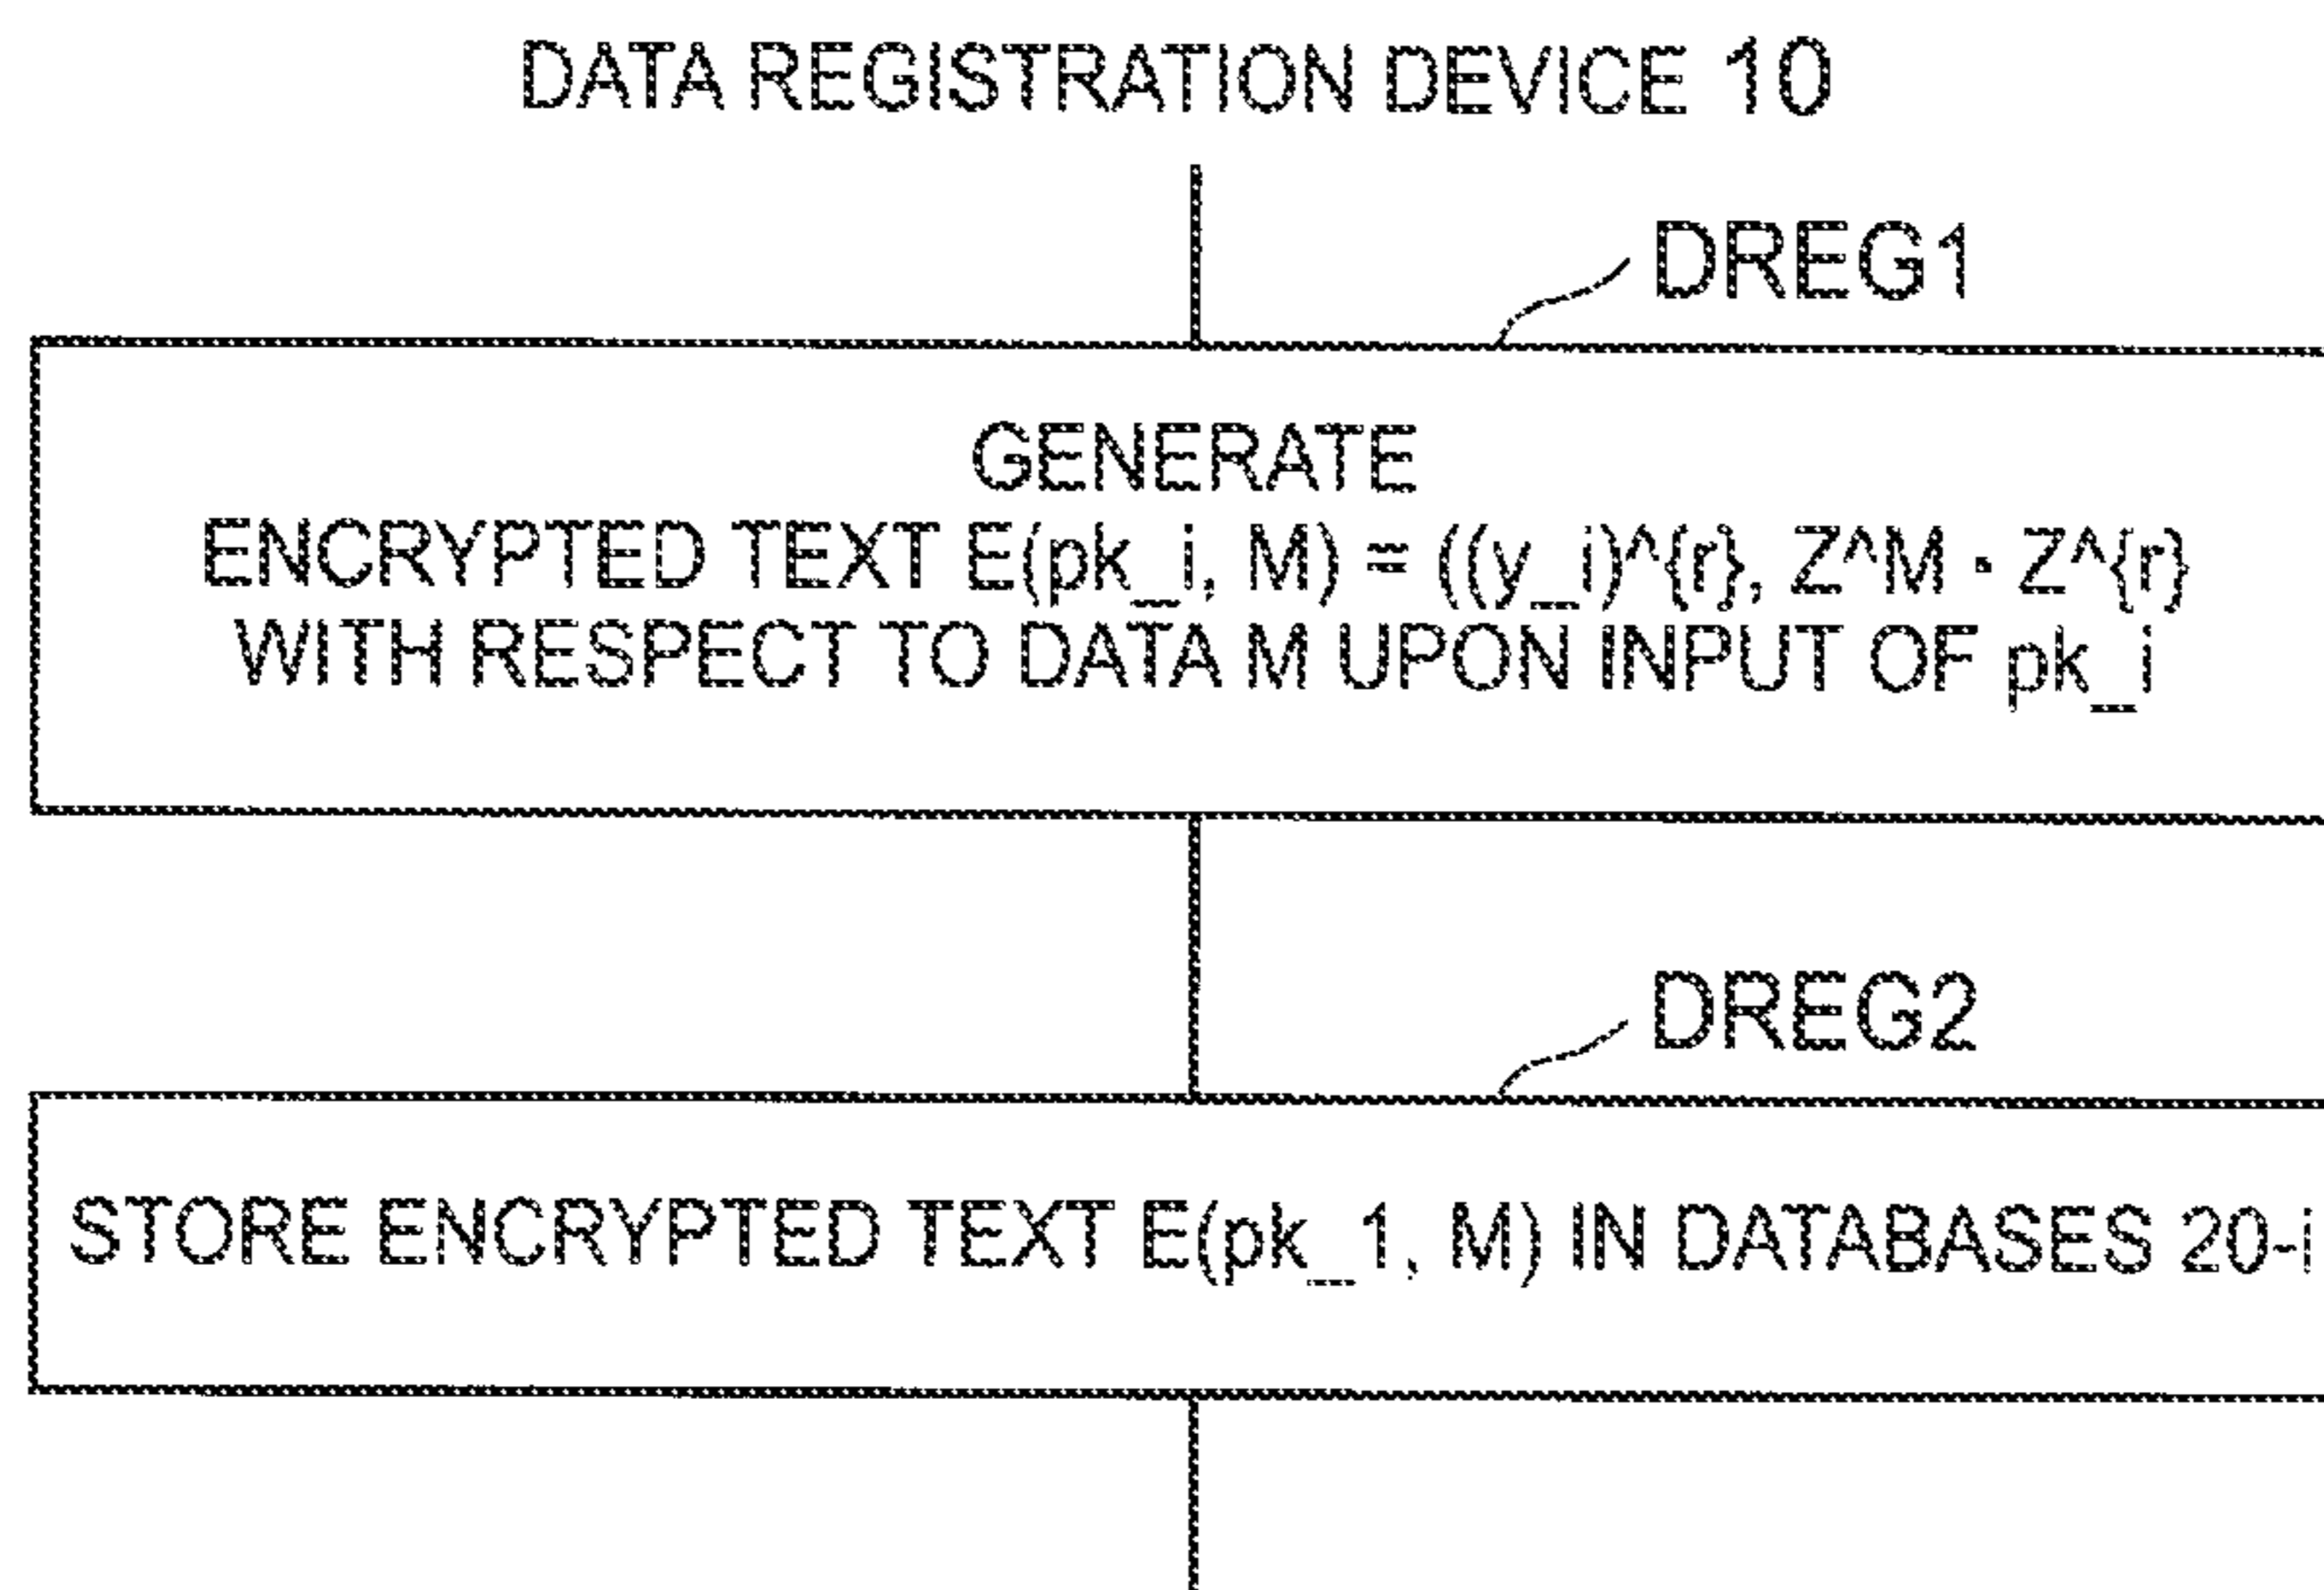 DATA REGISTRATION DEVICE 10
DREG1
GENERATE
ENCRYPTED TEXT E(pk_i, M) = ((y_i)^{r}, Z^M · Z^{r}
WITH RESPECT TO DATA M UPON INPUT OF pk_i
DREG2
STORE ENCRYPTED TEXT E(pk_1, M) IN DATABASES 20-i